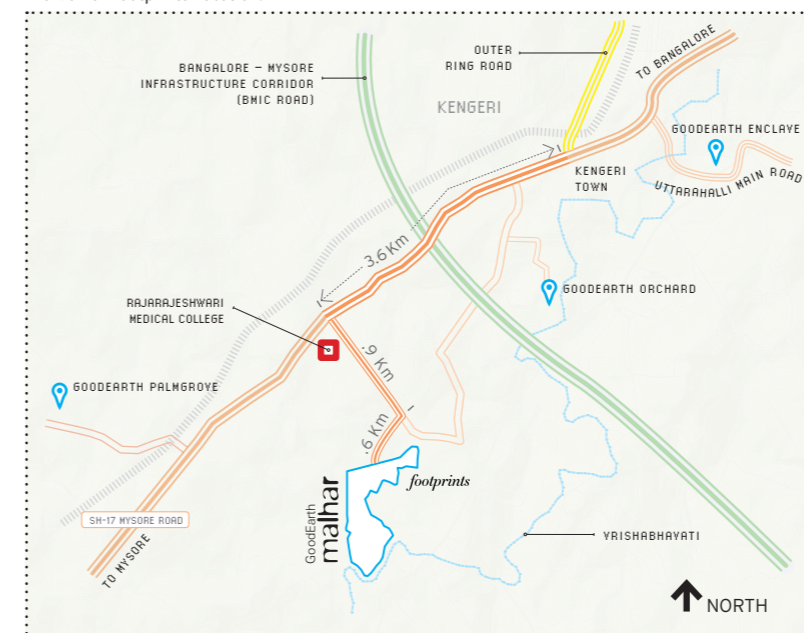 BANGALORE – MYSORE
INFRASTRUCTURE CORRIDOR
(BMIC ROAD)
OUTER
RING ROAD
TO BANGALORE
KENGERI
GOODEARTH ENCLAVE
KENGERI
TOWN
UTTARAHALLI MAIN ROAD
3.6 Km
GOODEARTH ORCHARD
RAJARAJESHWARI
MEDICAL COLLEGE
.9 Km
GOODEARTH PALMGROVE
.6 Km
footprints
GoodEarth
malhar
SH-17 MYSORE ROAD
VRISHABHAVATI
TO MYSORE
NORTH